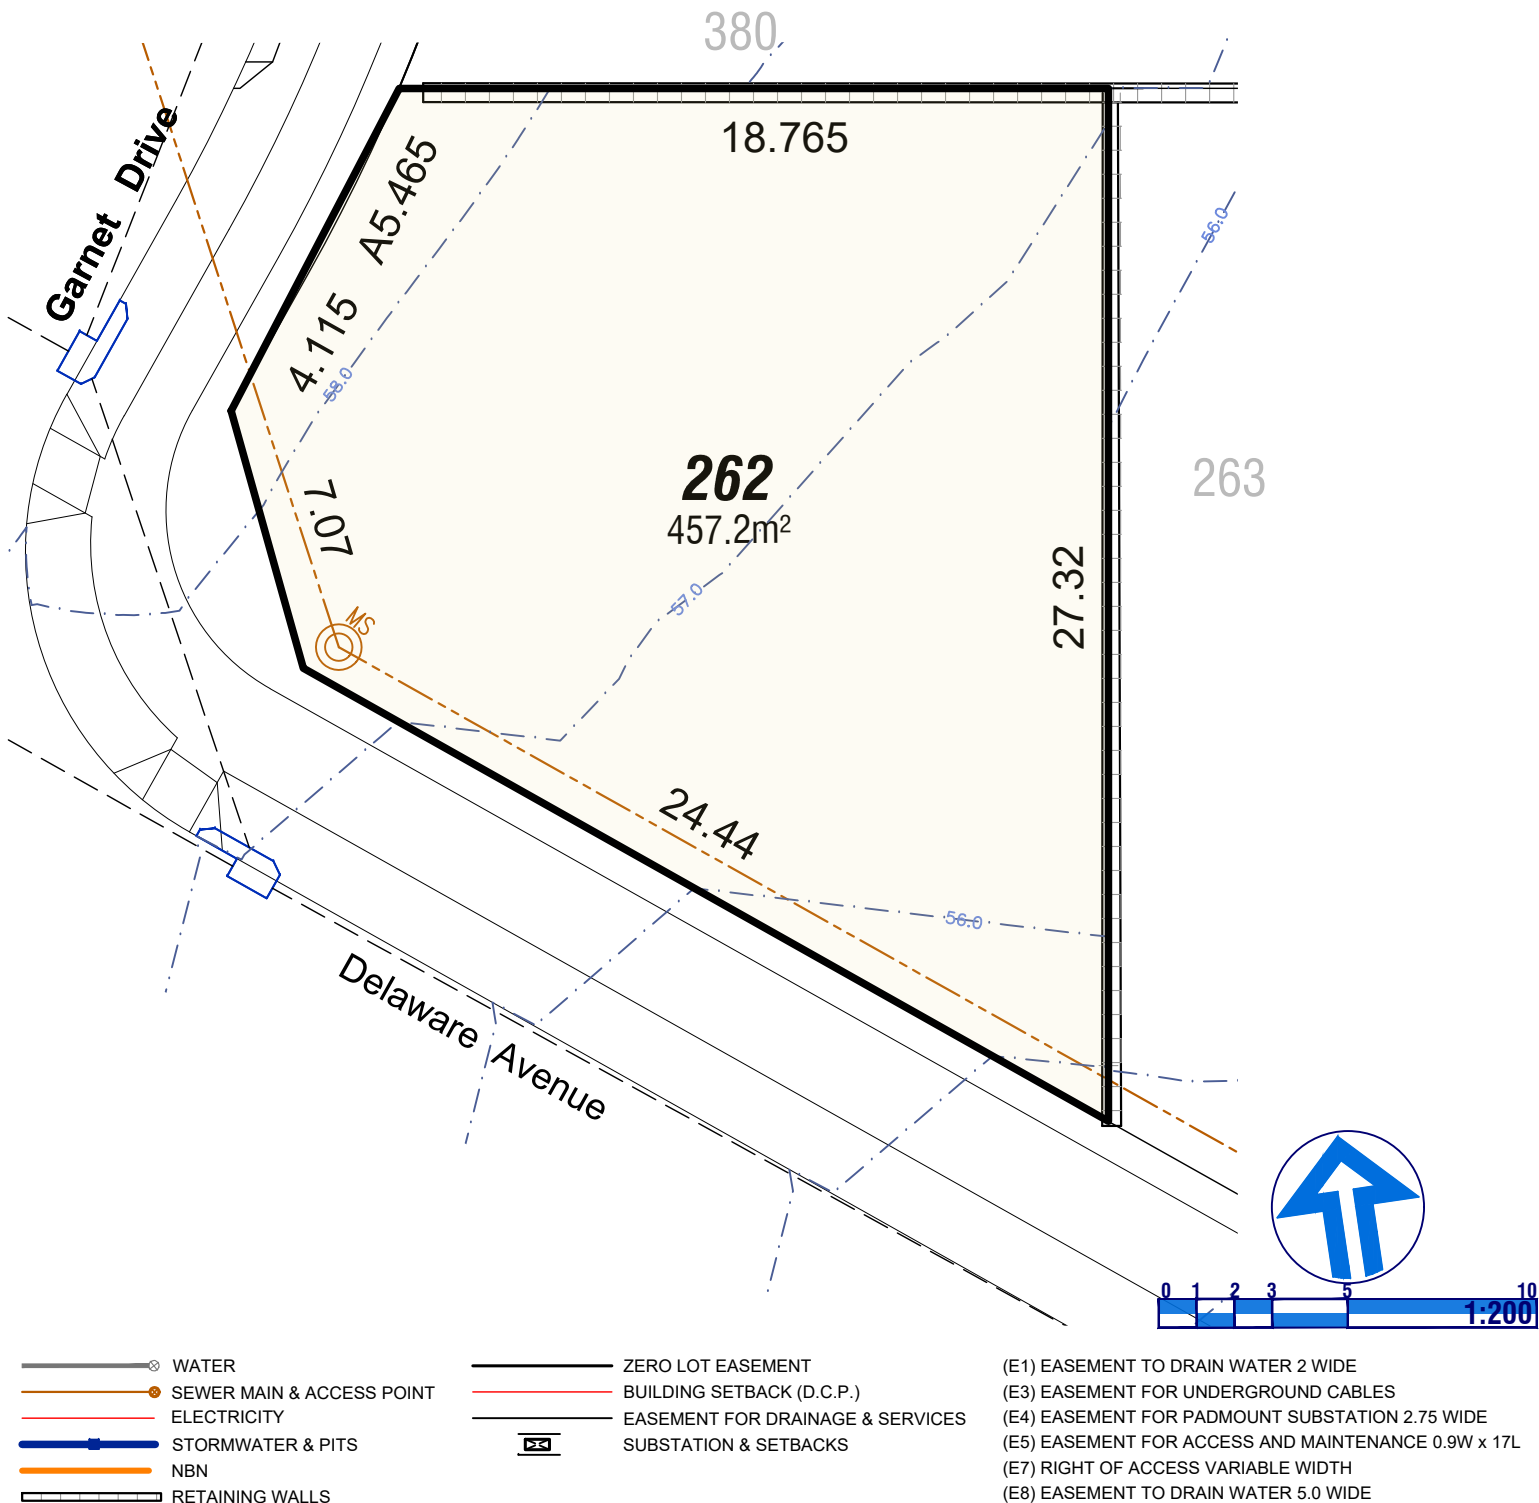 380
18.765
Garnet Drive
A5.465
4.115
58.0
56.0
262
457.2m²
263
7.07
27.32
57.0
MS
24.44
56.0
Delaware Avenue
0 1 2 3 5 10
1:200
WATER
SEWER MAIN & ACCESS POINT
ELECTRICITY
STORMWATER & PITS
NBN
RETAINING WALLS
ZERO LOT EASEMENT
BUILDING SETBACK (D.C.P.)
EASEMENT FOR DRAINAGE & SERVICES
SUBSTATION & SETBACKS
(E1) EASEMENT TO DRAIN WATER 2 WIDE
(E3) EASEMENT FOR UNDERGROUND CABLES
(E4) EASEMENT FOR PADMOUNT SUBSTATION 2.75 WIDE
(E5) EASEMENT FOR ACCESS AND MAINTENANCE 0.9W x 17L
(E7) RIGHT OF ACCESS VARIABLE WIDTH
(E8) EASEMENT TO DRAIN WATER 5.0 WIDE